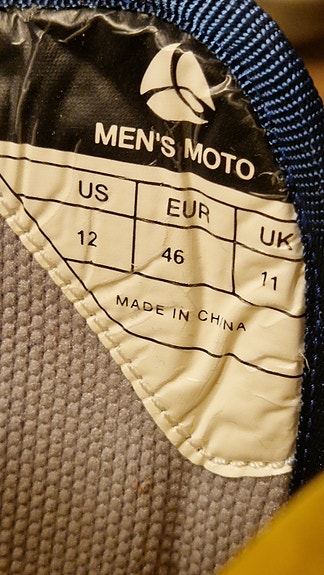 MEN'S MOTO
US EUR UK
12 46 11
MADE IN CHINA